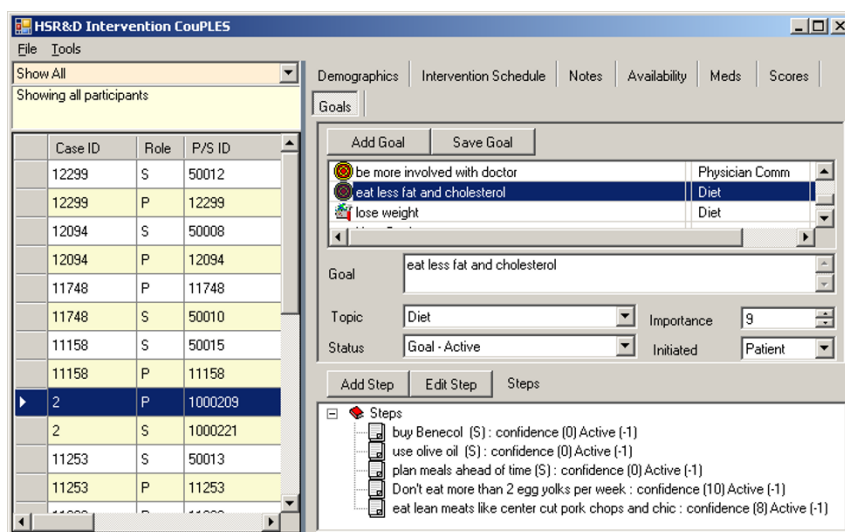 HSR&D Intervention CouPLES
File Tools
Show All
Showing all participants
Case ID Role P/S ID
12299 S 50012
12299 P 12299
12094 S 50008
12094 P 12094
11748 P 11748
11748 S 50010
11158 S 50015
11158 P 11158
2 P 1000209
2 S 1000221
11253 S 50013
11253 P 11253
Demographics Intervention Schedule Notes Availability Meds Scores
Goals
Add Goal Save Goal
be more involved with doctor Physician Comm
eat less fat and cholesterol Diet
lose weight Diet
Goal eat less fat and cholesterol
Topic Diet Importance 9
Status Goal - Active Initiated Patient
Add Step Edit Step Steps
Steps
buy Benecol (S) : confidence (0) Active (-1)
use olive oil (S) : confidence (0) Active (-1)
plan meals ahead of time (S) : confidence (0) Active (-1)
Don't eat more than 2 egg yolks per week : confidence (10) Active (-1)
eat lean meats like center cut pork chops and chic : confidence (8) Active (-1)